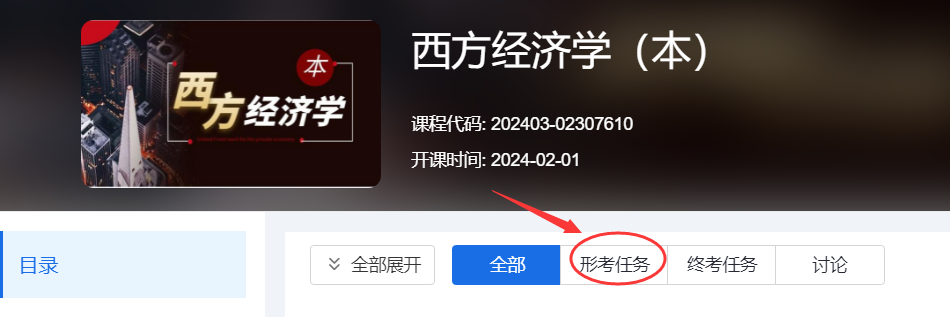 本
西方经济学
西方经济学（本）
课程代码: 202403-02307610
开课时间: 2024-02-01
目录
全部展开
全部
形考任务
终考任务
讨论